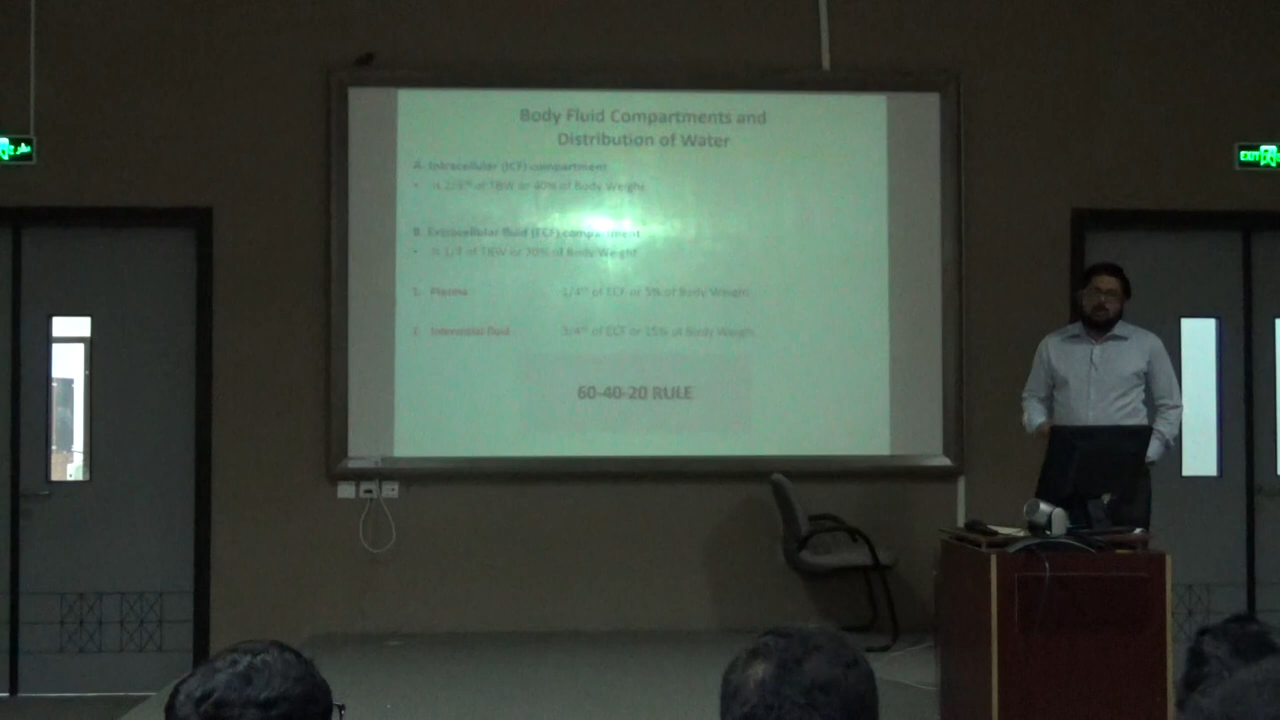 Body Fluid Compartments and
Distribution of Water
A. Intracellular (ICF) compartment
• is 2/3rd of TBW or 40% of Body Weight
B. Extracellular fluid (ECF) compartment
• is 1/3 of TBW or 20% of Body Weight
1. Plasma 1/4th of ECF or 5% of Body Weight
Interstitial fluid 3/4th of ECF or 15% of Body Weight
60-40-20 RULE
EXIT